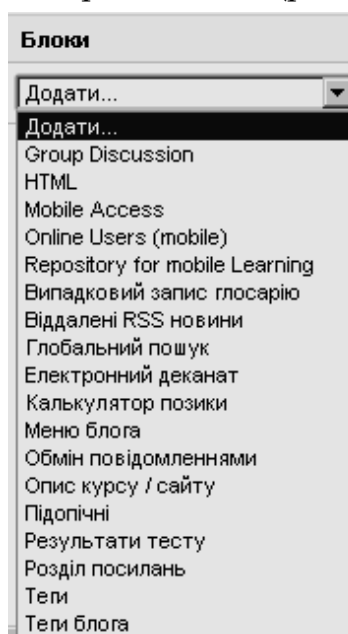 Блоки
Додати...
Додати...
Group Discussion
HTML
Mobile Access
Online Users (mobile)
Repository for mobile Learning
Випадковий запис глосарію
Віддалені RSS новини
Глобальний пошук
Електронний деканат
Калькулятор позики
Меню блога
Обмін повідомленнями
Опис курсу / сайту
Підопічні
Результати тесту
Розділ посилань
Теги
Теги блога